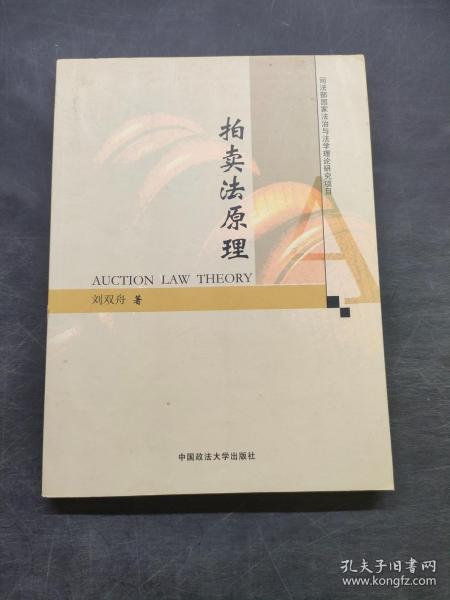 司法部国家法治与法学理论研究项目
拍卖法原理
AUCTION LAW THEORY
刘双舟 著
A
中国政法大学出版社
孔夫子旧书网
www.kongfz.com